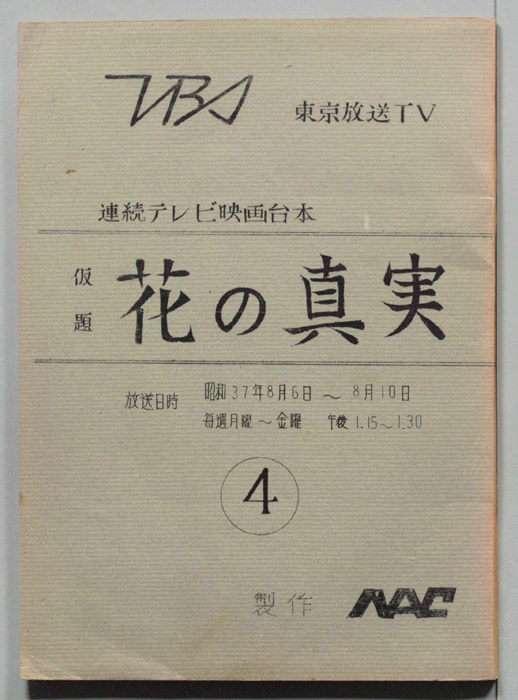 TBS 東京放送TV
連続テレビ映画台本
仮題 花の真実
放送日時 昭和37年8月6日～8月10日
毎週月曜～金曜 午後1.15～1.30
4
製作 NAC